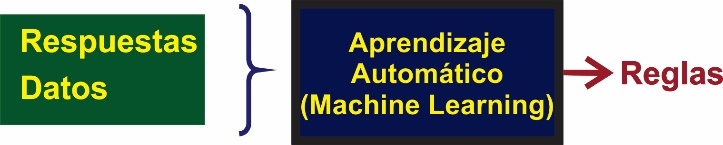 Respuestas
Datos
Aprendizaje
Automático
(Machine Learning)
Reglas